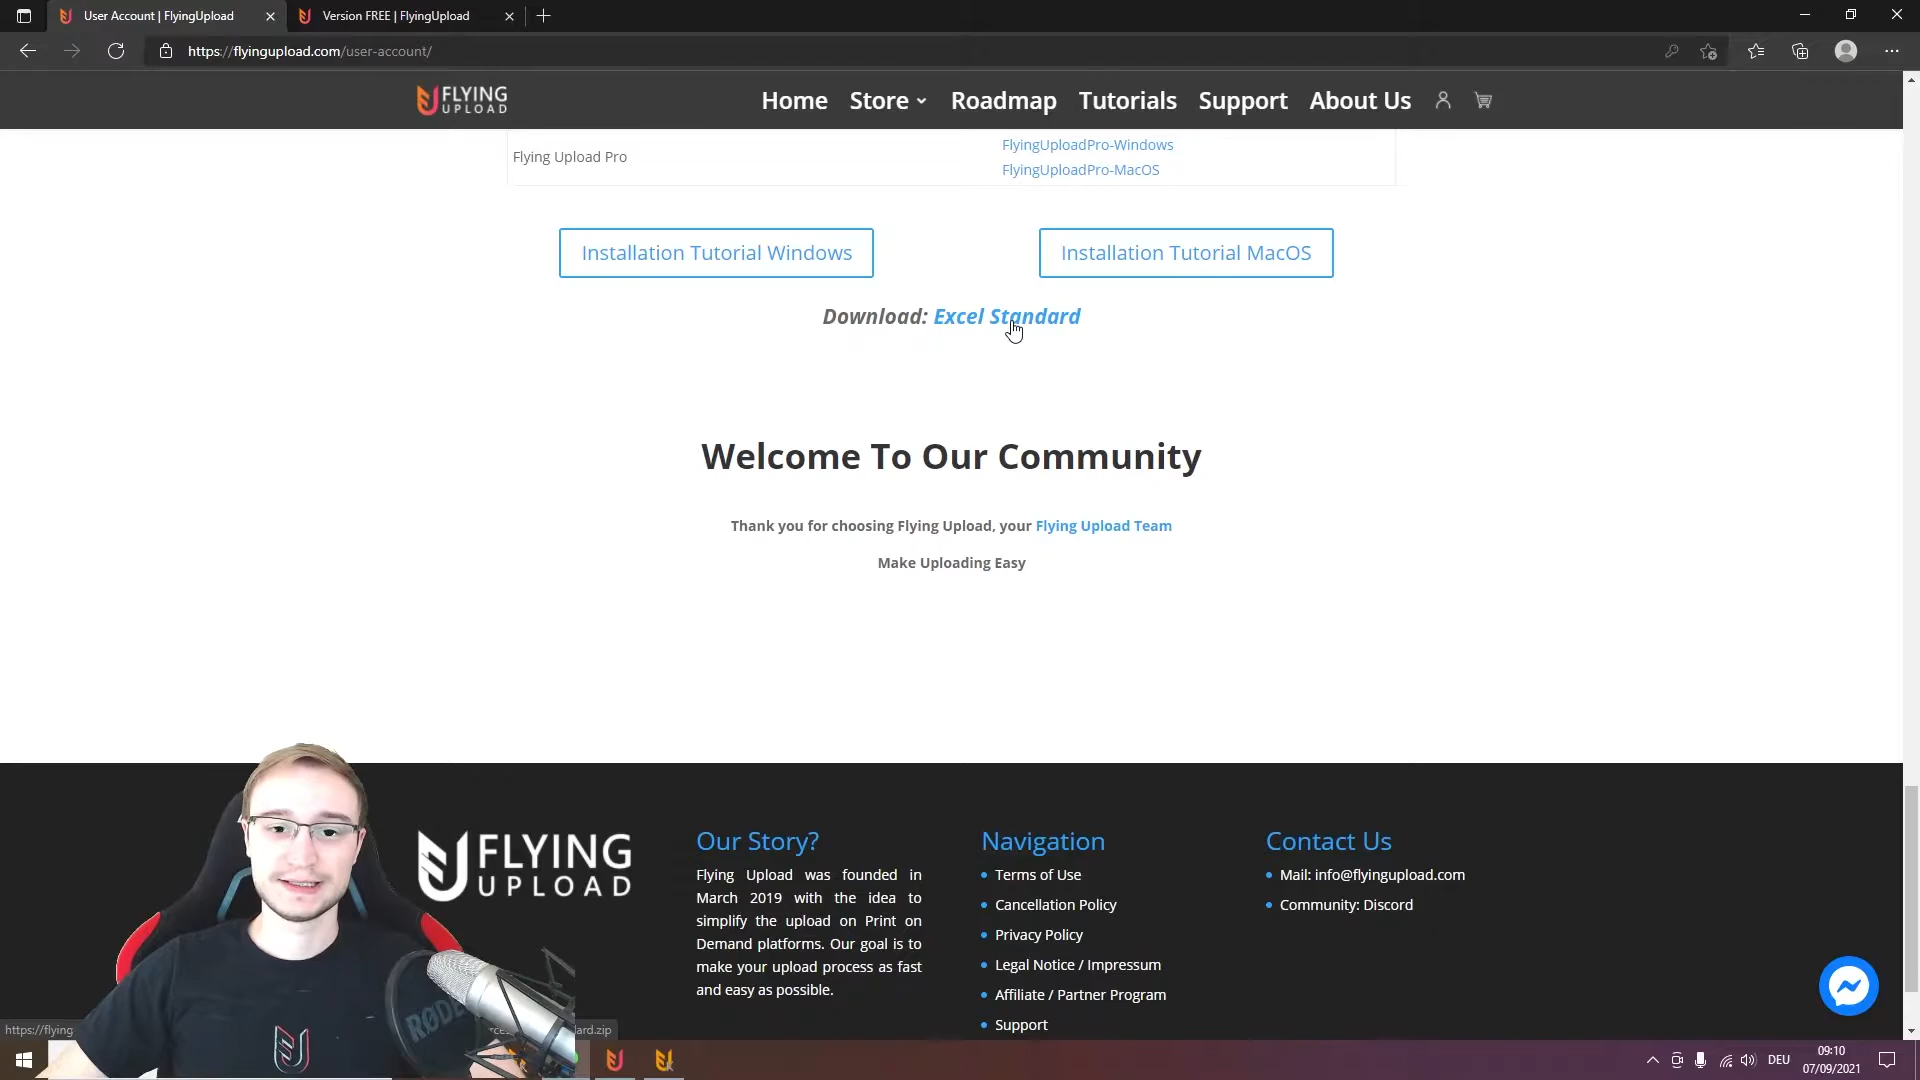 User Account | FlyingUpload
Version FREE | FlyingUpload
https://flyingupload.com/user-account/
FLYING
UPLOAD
Home
Store
Roadmap
Tutorials
Support
About Us
Flying Upload Pro
FlyingUploadPro-Windows
FlyingUploadPro-MacOS
Installation Tutorial Windows
Installation Tutorial MacOS
Download: Excel Standard
Welcome To Our Community
Thank you for choosing Flying Upload, your Flying Upload Team
Make Uploading Easy
FLYING
UPLOAD
Our Story?
Flying Upload was founded in
March 2019 with the idea to
simplify the upload on Print on
Demand platforms. Our goal is to
make your upload process as fast
and easy as possible.
Navigation
Terms of Use
Cancellation Policy
Privacy Policy
Legal Notice / Impressum
Affiliate / Partner Program
Support
Contact Us
Mail: info@flyingupload.com
Community: Discord
RØDE
https://flying
ard.zip
DEU
09:10
07/09/2021